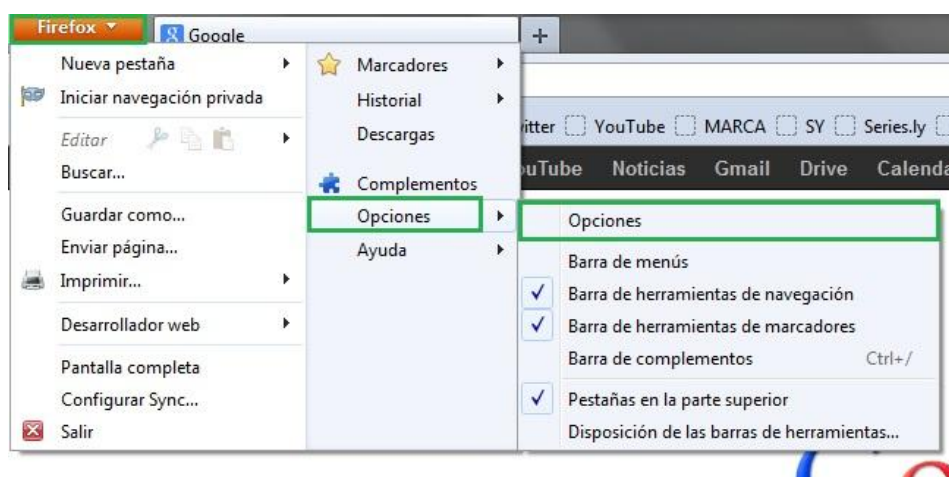 Firefox
Google
Nueva pestaña
Iniciar navegación privada
Editar
Buscar...
Guardar como...
Enviar página...
Imprimir...
Desarrollador web
Pantalla completa
Configurar Sync...
Salir
Marcadores
Historial
Descargas
Complementos
Opciones
Ayuda
itter YouTube MARCA SY Series.ly
ouTube Noticias Gmail Drive Calenda
Opciones
Barra de menús
Barra de herramientas de navegación
Barra de herramientas de marcadores
Barra de complementos Ctrl+/
Pestañas en la parte superior
Disposición de las barras de herramientas...